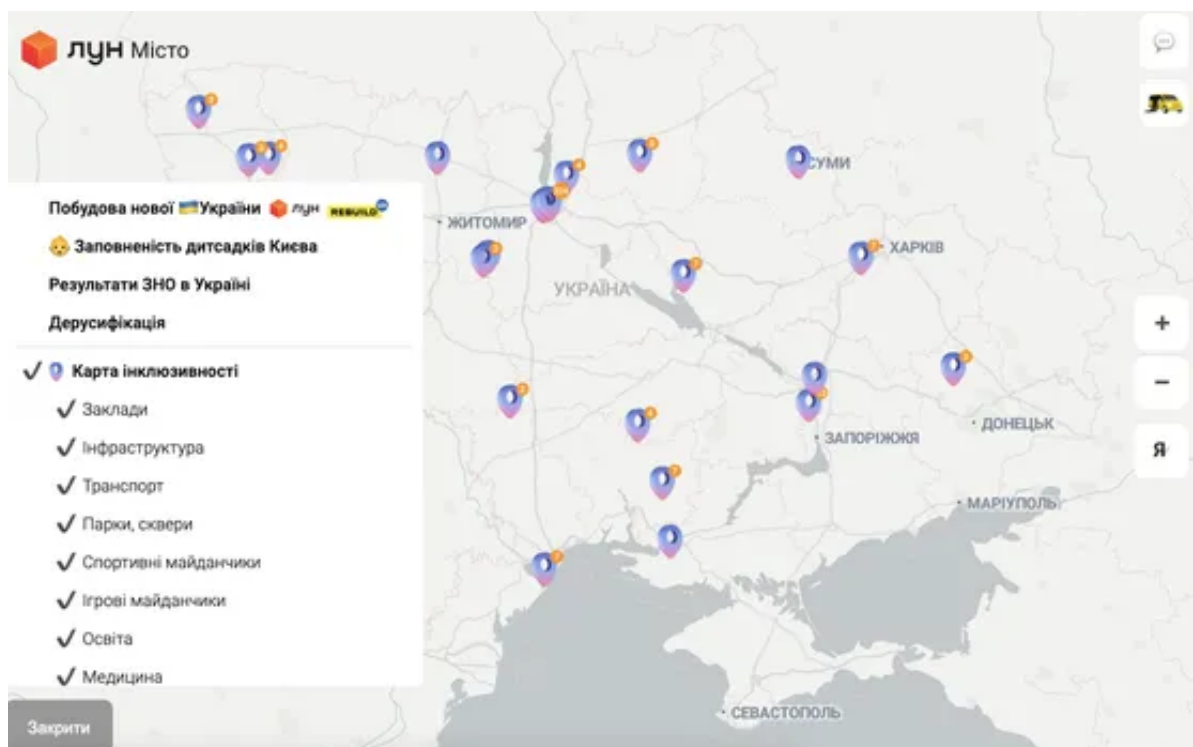 лун Місто
Побудова нової України лун REBUILD
Заповненість дитсадків Києва
Результати ЗНО в Україні
Дерусифікація
Карта інклюзивності
Заклади
Інфраструктура
Транспорт
Парки, сквери
Спортивні майданчики
Ігрові майданчики
Освіта
Медицина
Закрити
СУМИ
ЖИТОМИР
ХАРКІВ
УКРАЇНА
ДОНЕЦЬК
ЗАПОРІЖЖЯ
МАРІУПОЛЬ
СЕВАСТОПОЛЬ
+
−
Я